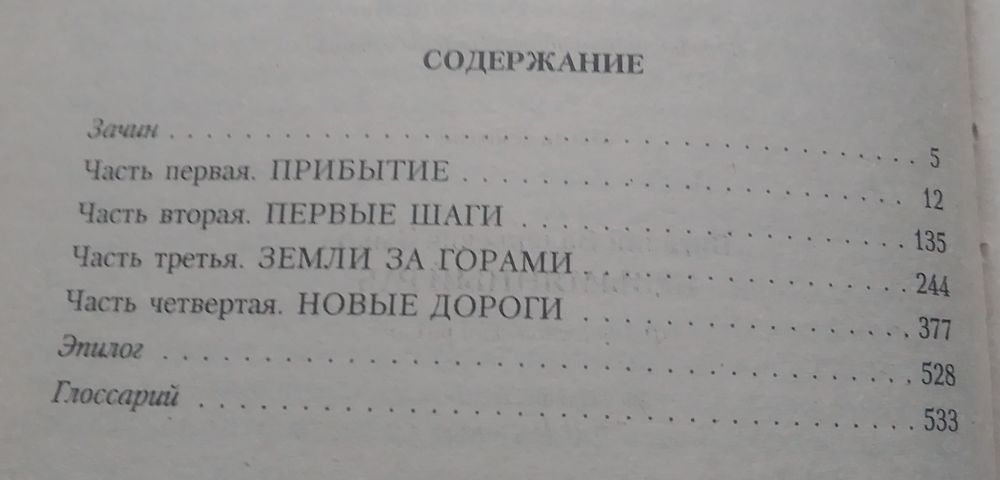 СОДЕРЖАНИЕ
Зачин . . . . . . . . . . . . . . . . . . . . . . . . . . . . . . . . . . . . . . . 5
Часть первая. ПРИБЫТИЕ . . . . . . . . . . . . . . . . . . . . . . . 12
Часть вторая. ПЕРВЫЕ ШАГИ . . . . . . . . . . . . . . . . . . . . 135
Часть третья. ЗЕМЛИ ЗА ГОРАМИ . . . . . . . . . . . . . . . . . 244
Часть четвертая. НОВЫЕ ДОРОГИ . . . . . . . . . . . . . . . . . 377
Эпилог . . . . . . . . . . . . . . . . . . . . . . . . . . . . . . . . . . . . . 528
Глоссарий . . . . . . . . . . . . . . . . . . . . . . . . . . . . . . . . . . . 533